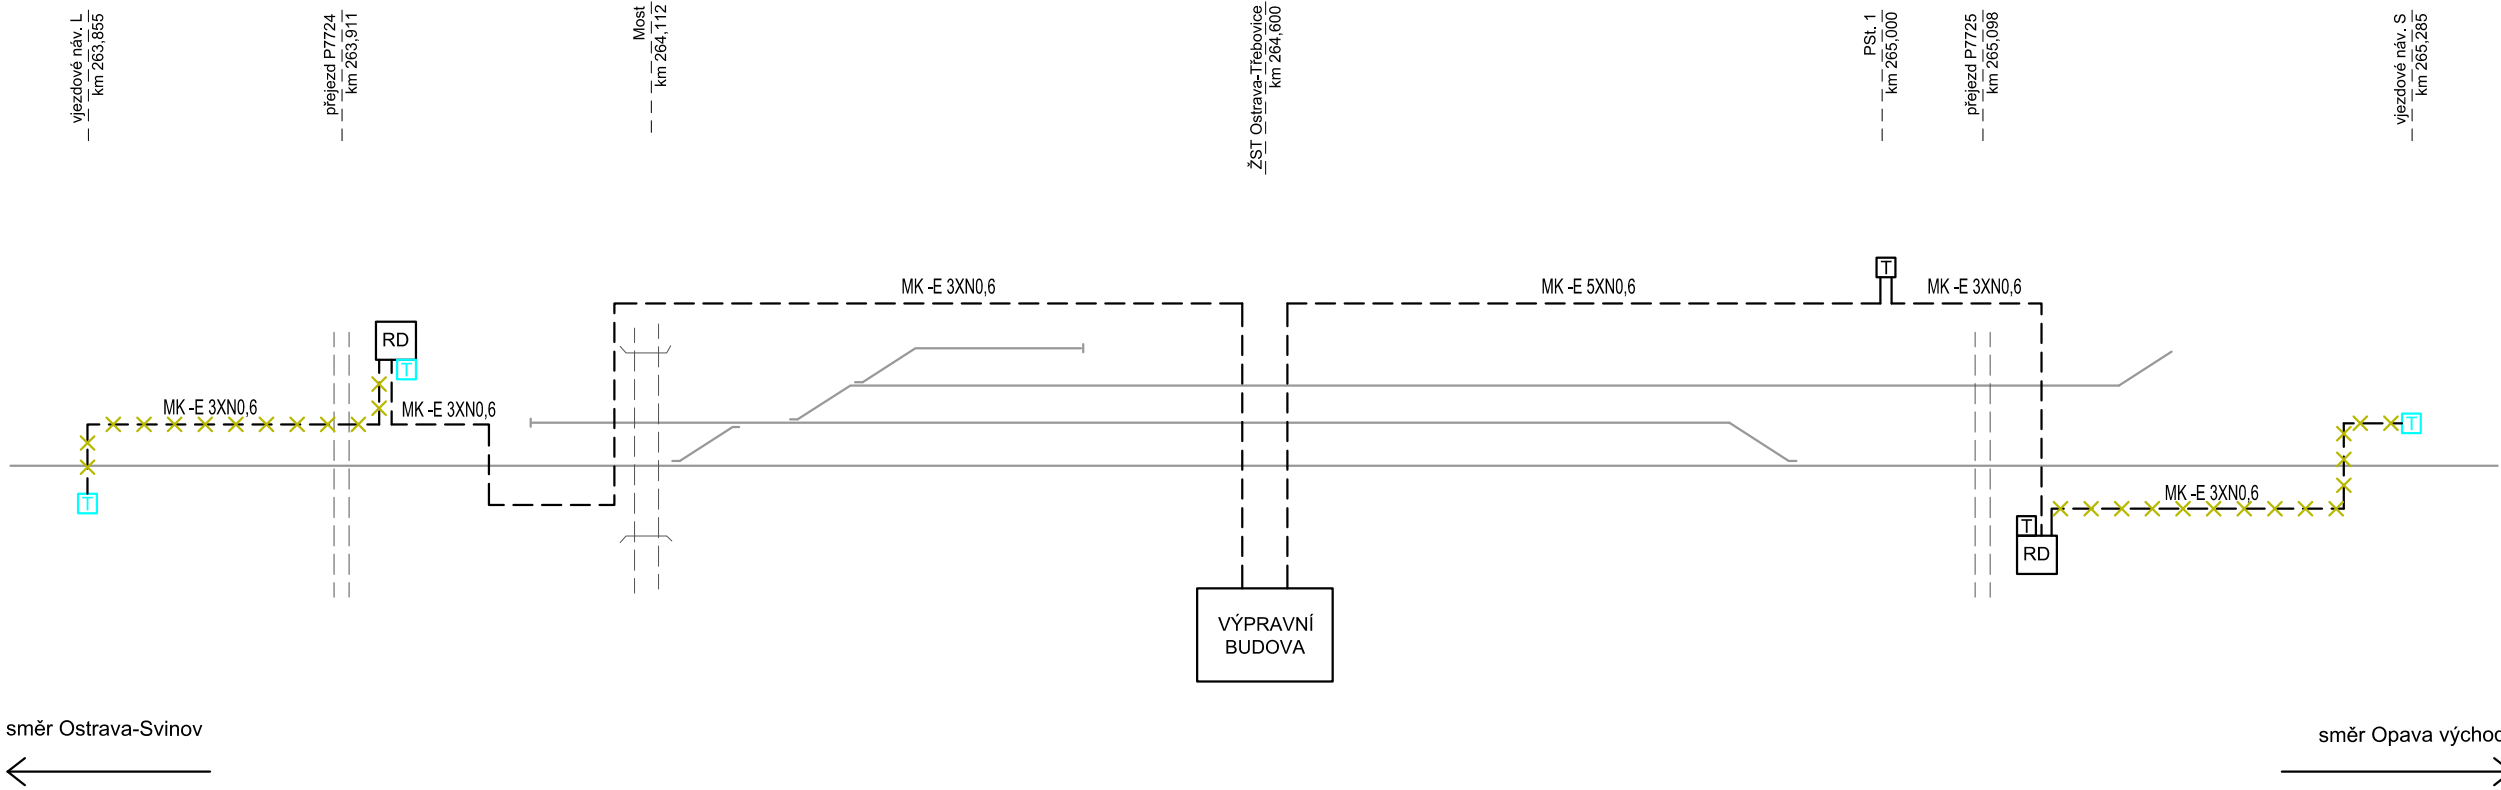 vjezdové náv. L
km 263,855
přejezd P7724
km 263,911
Most
km 264,112
ŽST Ostrava-Třebovice
km 264,600
PSt. 1
km 265,000
přejezd P7725
km 265,098
vjezdové náv. S
km 265,285
MK -E 3XN0,6
MK -E 5XN0,6
T
MK -E 3XN0,6
RD
T
MK -E 3XN0,6
MK -E 3XN0,6
T
T
MK -E 3XN0,6
T
RD
VÝPRAVNÍ
BUDOVA
směr Ostrava-Svinov
směr Opava východ